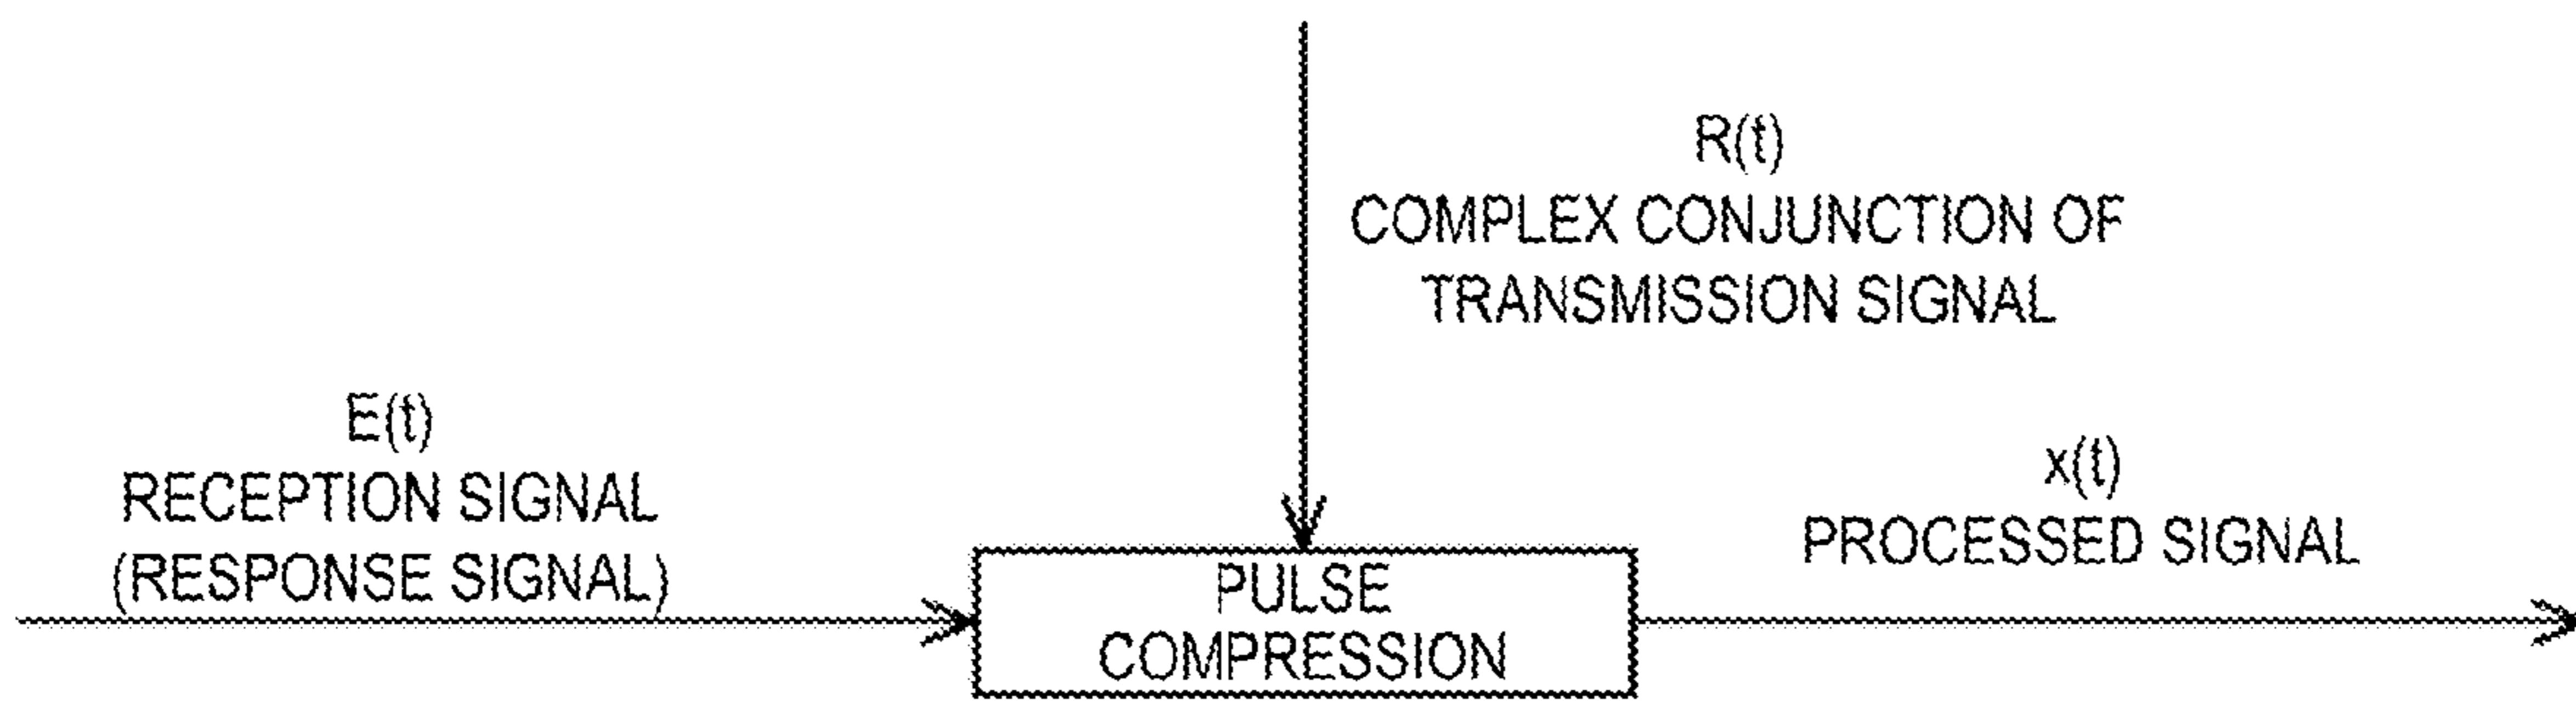 R(t)
COMPLEX CONJUNCTION OF
TRANSMISSION SIGNAL
E(t)
RECEPTION SIGNAL
(RESPONSE SIGNAL)
x(t)
PROCESSED SIGNAL
PULSE
COMPRESSION